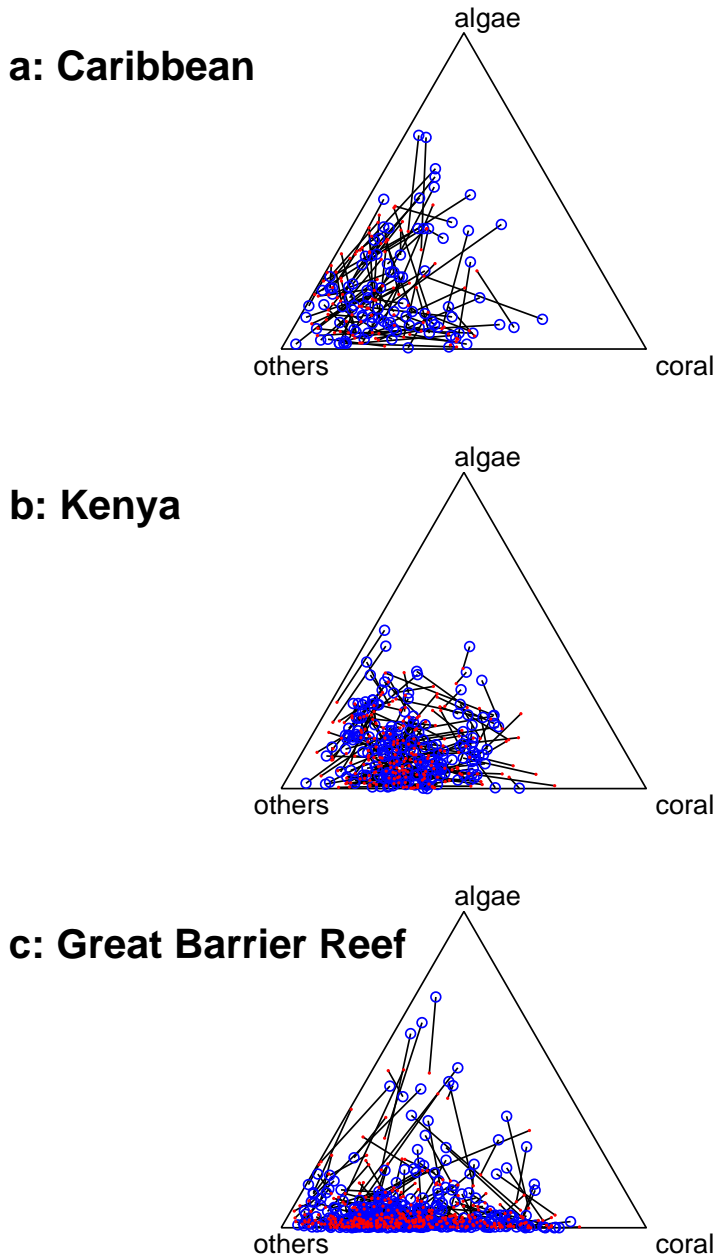 algae
a: Caribbean
others
coral
algae
b: Kenya
others
coral
algae
c: Great Barrier Reef
others
coral